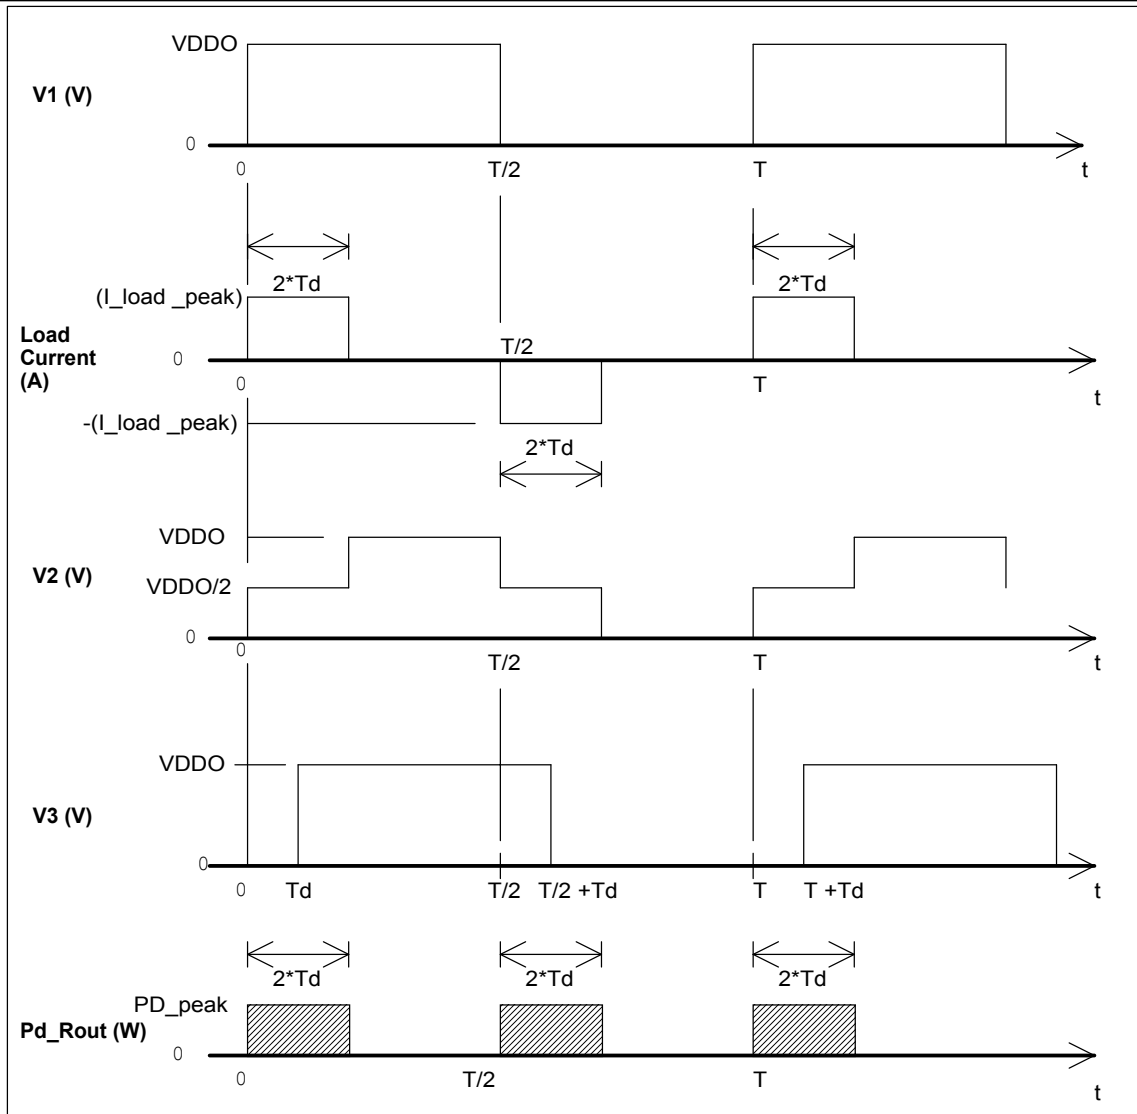 VDDO
V1 (V)
0
0 T/2 T t
2*Td 2*Td
(I_load _peak)
Load
Current
(A)
0
T/2
0 T t
-(I_load _peak)
2*Td
VDDO
V2 (V)
VDDO/2
0
0 T/2 T t
VDDO
V3 (V)
0
0 Td T/2 T/2 +Td T T +Td t
2*Td 2*Td 2*Td
PD_peak
Pd_Rout (W)
0
0 T/2 T t